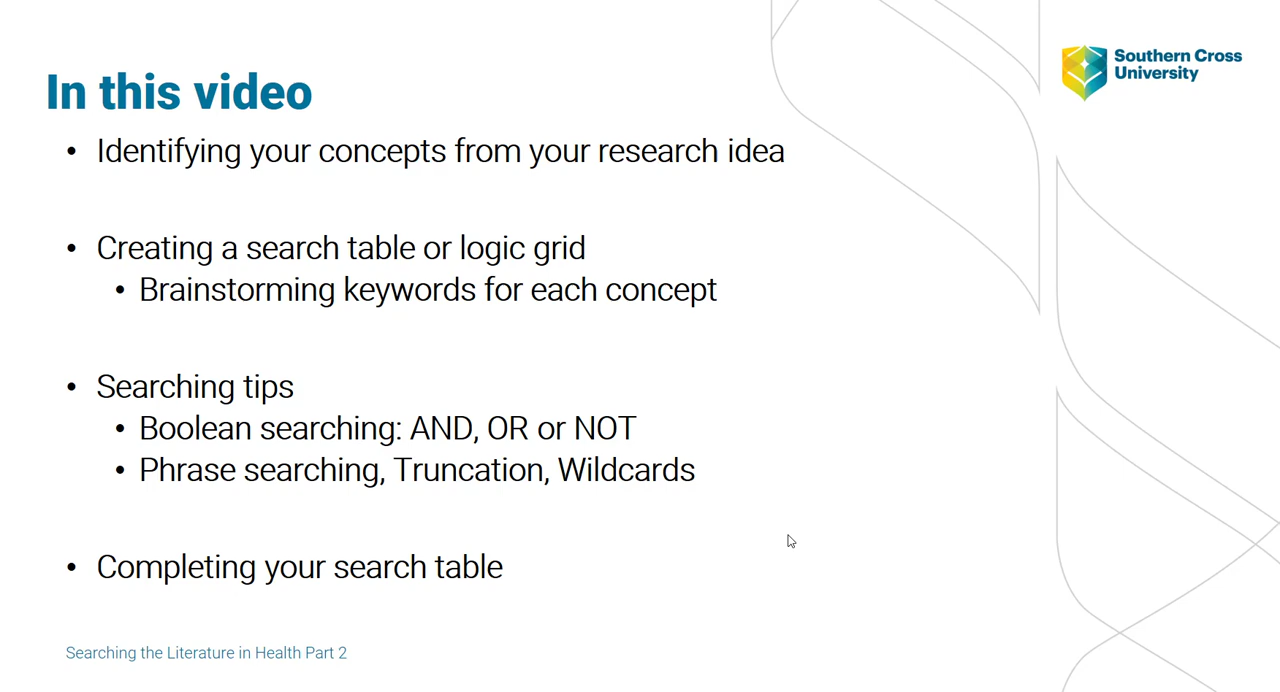 Southern Cross
University
In this video
• Identifying your concepts from your research idea
• Creating a search table or logic grid
• Brainstorming keywords for each concept
• Searching tips
• Boolean searching: AND, OR or NOT
• Phrase searching, Truncation, Wildcards
• Completing your search table
Searching the Literature in Health Part 2